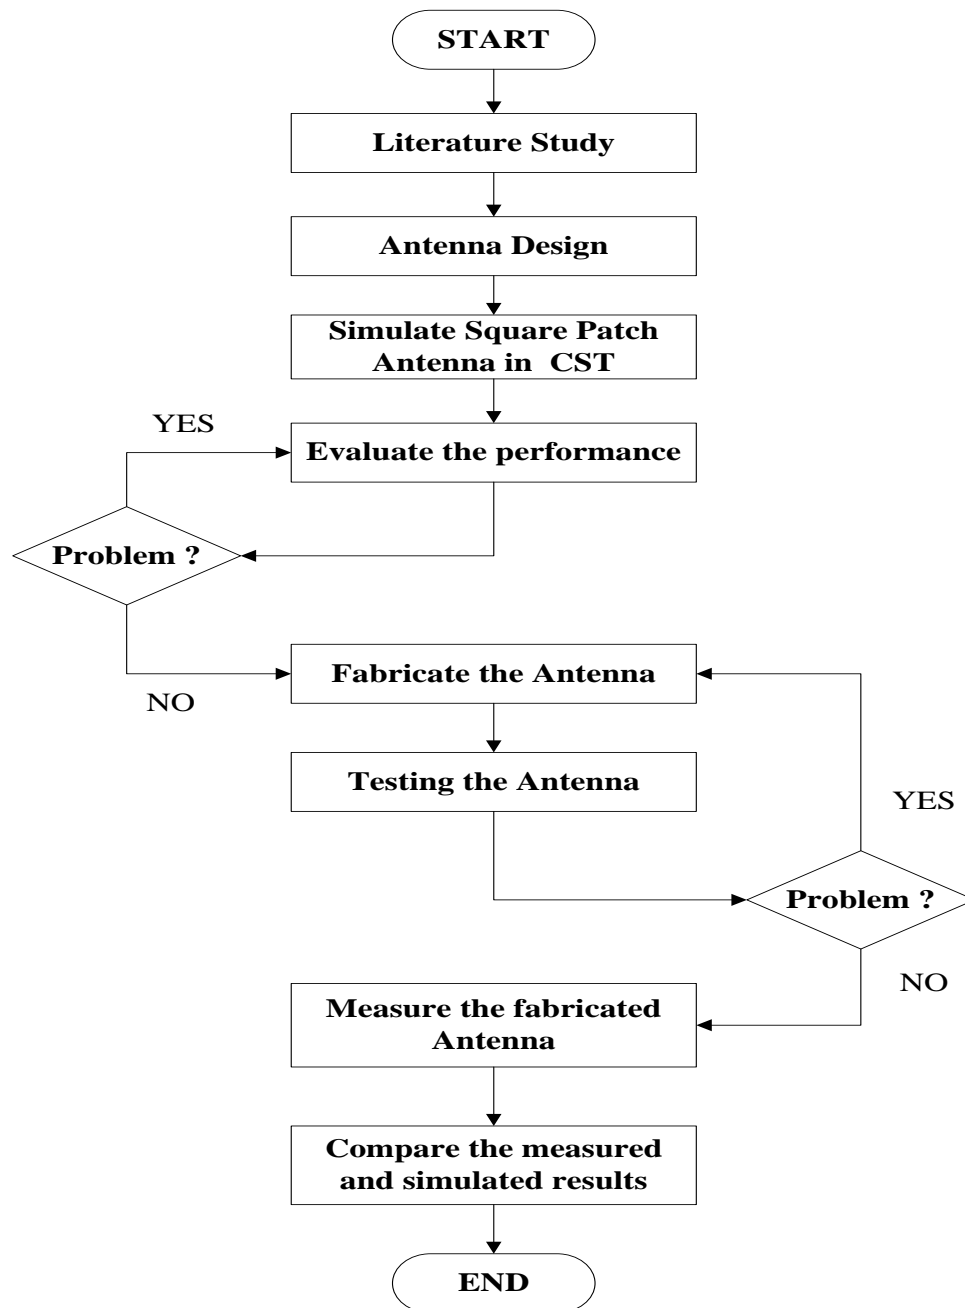 START
Literature Study
Antenna Design
Simulate Square Patch
Antenna in CST
YES
Evaluate the performance
Problem ?
NO
Fabricate the Antenna
Testing the Antenna
YES
Problem ?
NO
Measure the fabricated
Antenna
Compare the measured
and simulated results
END